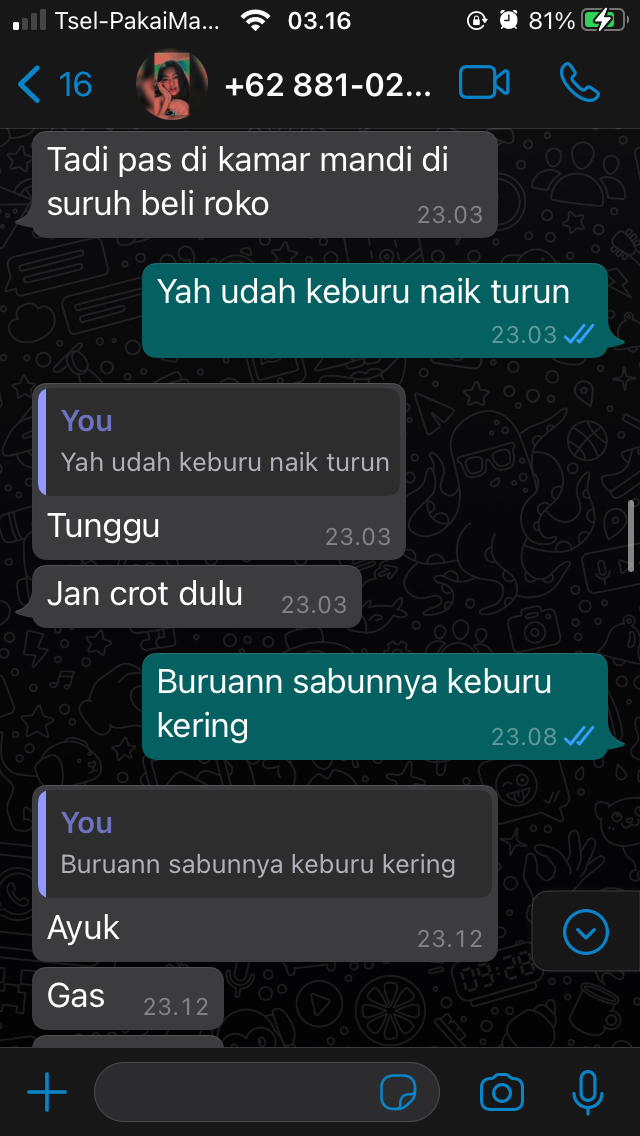 Tsel-PakaiMa... 03.16 81%
16 +62 881-02...
Tadi pas di kamar mandi di
suruh beli roko
23.03
Yah udah keburu naik turun
23.03
You
Yah udah keburu naik turun
Tunggu 23.03
Jan crot dulu 23.03
Buruann sabunnya keburu
kering
23.08
You
Buruann sabunnya keburu kering
Ayuk 23.12
Gas 23.12